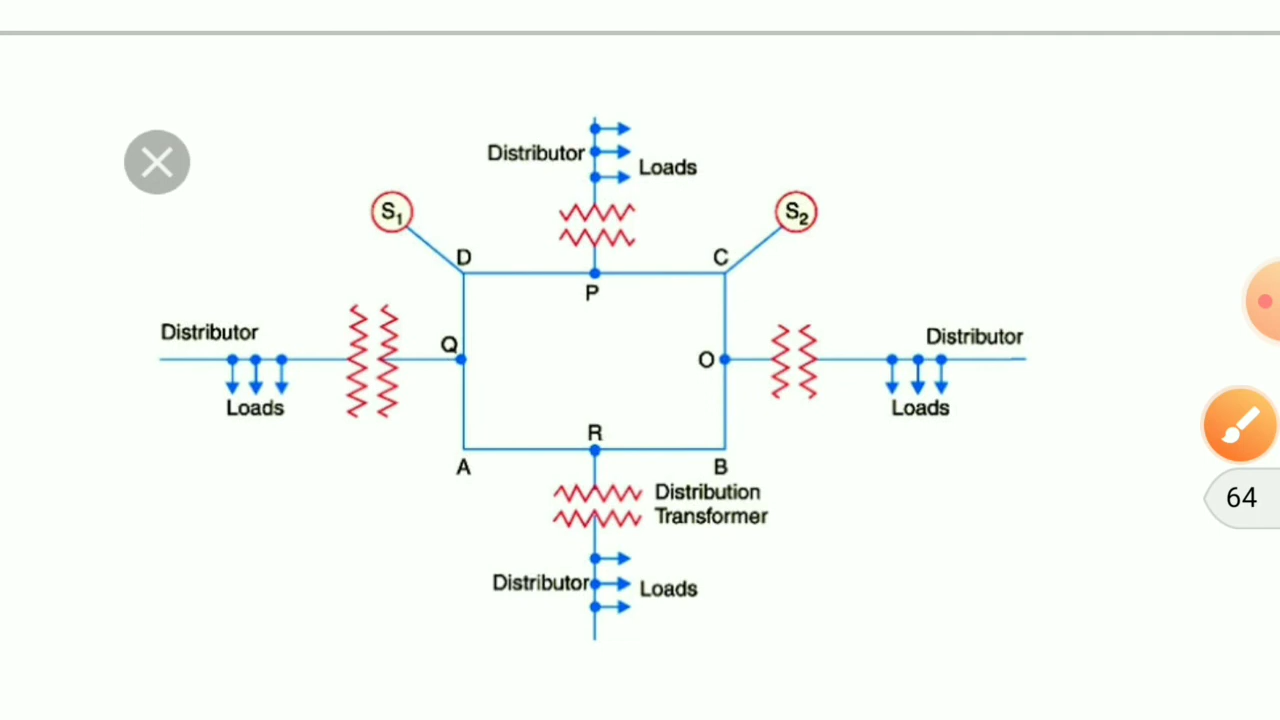 Distributor
Loads
S1
S2
D
C
P
Distributor
Q
Loads
O
Distributor
Loads
R
A
B
Distribution
Transformer
Distributor
Loads
64